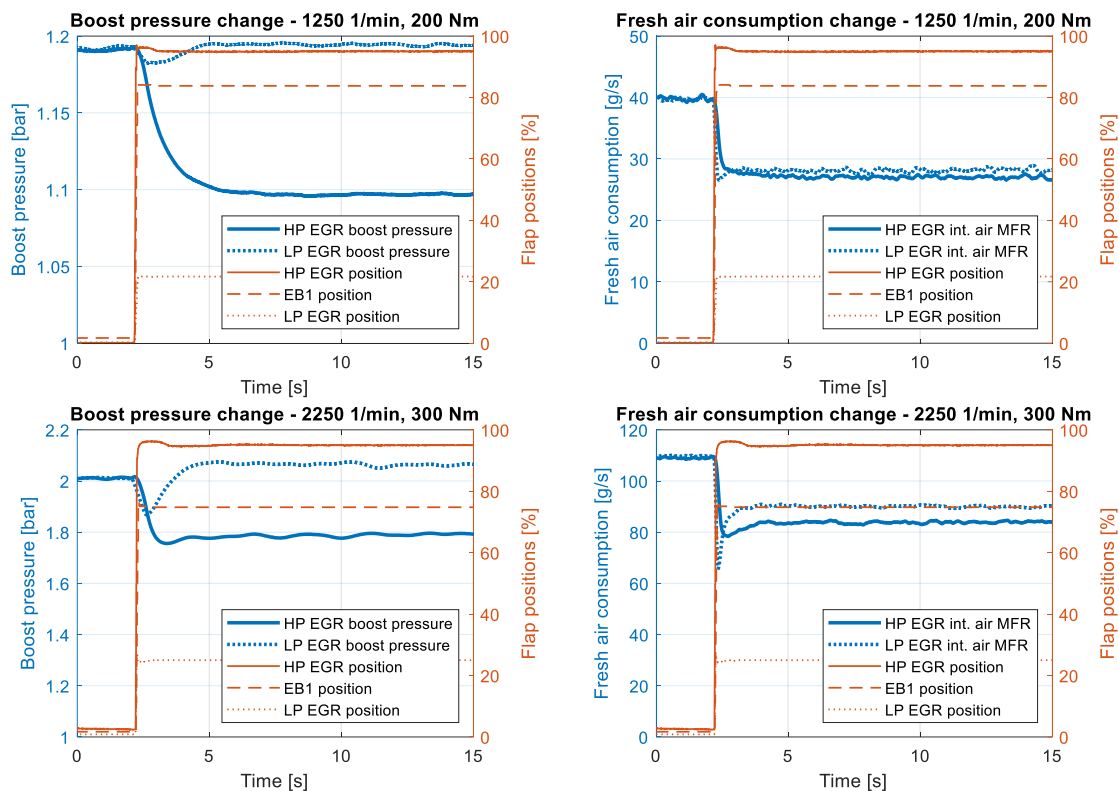 Boost pressure change - 1250 1/min, 200 Nm
1.2
1.15
1.1
1.05
1
Boost pressure [bar]
100
80
60
40
20
0
Flap positions [%]
HP EGR boost pressure
LP EGR boost pressure
HP EGR position
EB1 position
LP EGR position
0 5 10 15
Time [s]
Fresh air consumption change - 1250 1/min, 200 Nm
50
40
30
20
10
0
Fresh air consumption [g/s]
100
80
60
40
20
0
Flap positions [%]
HP EGR int. air MFR
LP EGR int. air MFR
HP EGR position
EB1 position
LP EGR position
0 5 10 15
Time [s]
Boost pressure change - 2250 1/min, 300 Nm
2.2
2
1.8
1.6
1.4
1.2
1
Boost pressure [bar]
100
80
60
40
20
0
Flap positions [%]
HP EGR boost pressure
LP EGR boost pressure
HP EGR position
EB1 position
LP EGR position
0 5 10 15
Time [s]
Fresh air consumption change - 2250 1/min, 300 Nm
120
100
80
60
40
20
0
Fresh air consumption [g/s]
100
80
60
40
20
0
Flap positions [%]
HP EGR int. air MFR
LP EGR int. air MFR
HP EGR position
EB1 position
LP EGR position
0 5 10 15
Time [s]